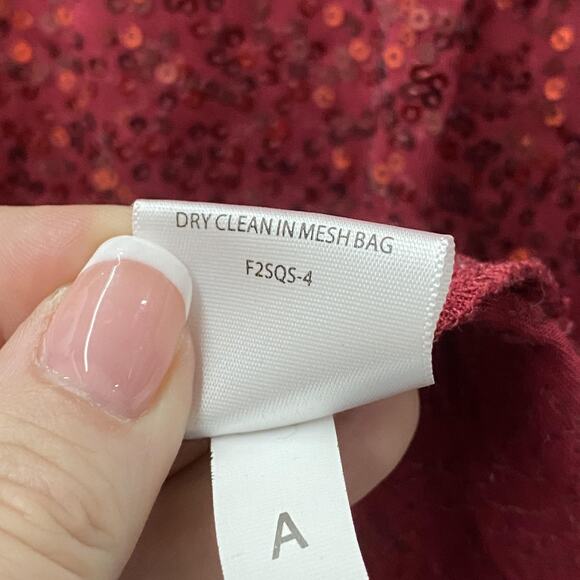 DRY CLEAN IN MESH BAG
F2SQS-4
A